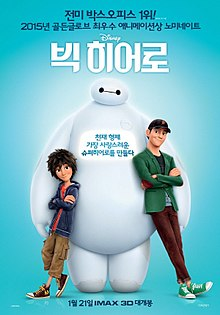 전미 박스오피스 1위!
2015년 골든글로브 최우수 애니메이션상 노미네이트
Disney
빅 히어로
천재 형제
가장 사랑스러운
슈퍼히어로를 만들다
1월 21일 IMAX 3D 대개봉